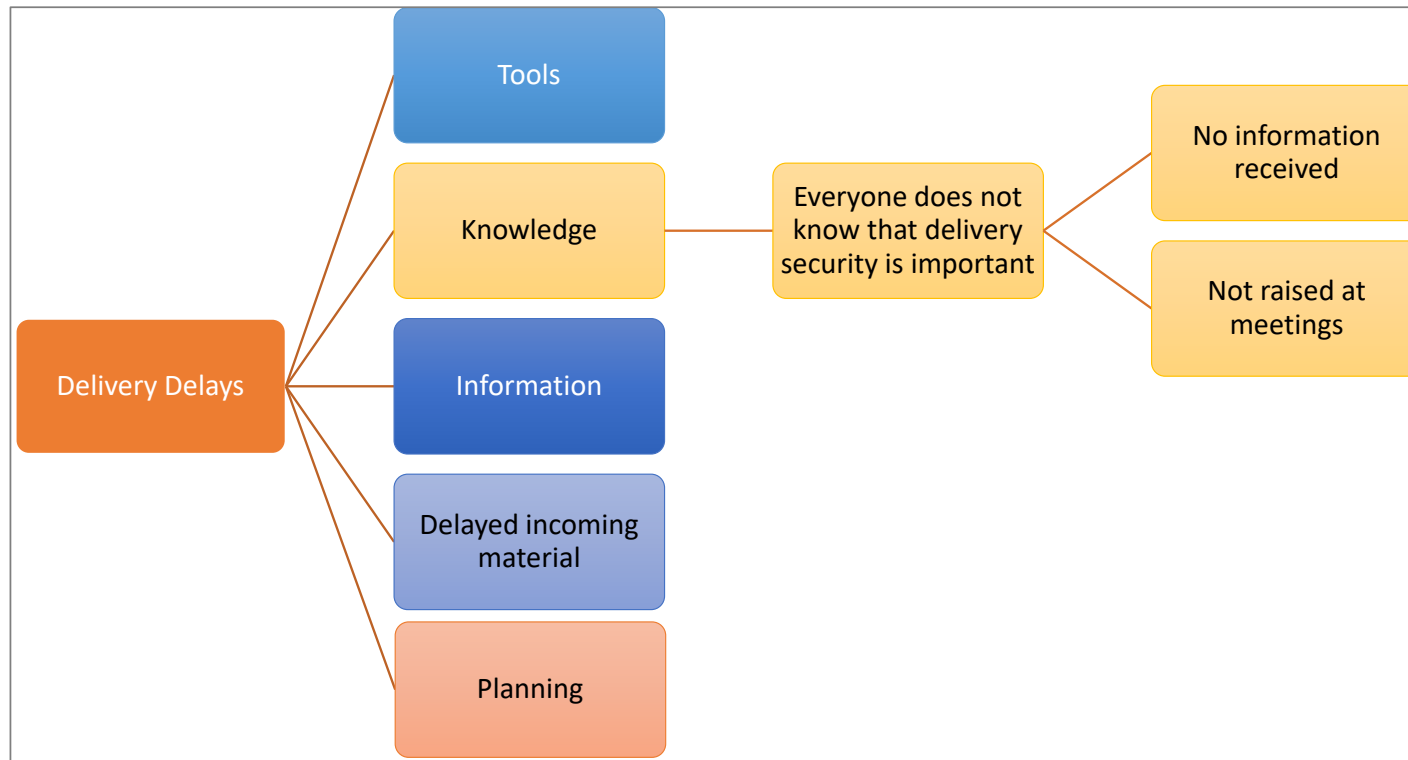 Tools
No information
received
Knowledge
Everyone does not
know that delivery
security is important
Not raised at
meetings
Delivery Delays
Information
Delayed incoming
material
Planning